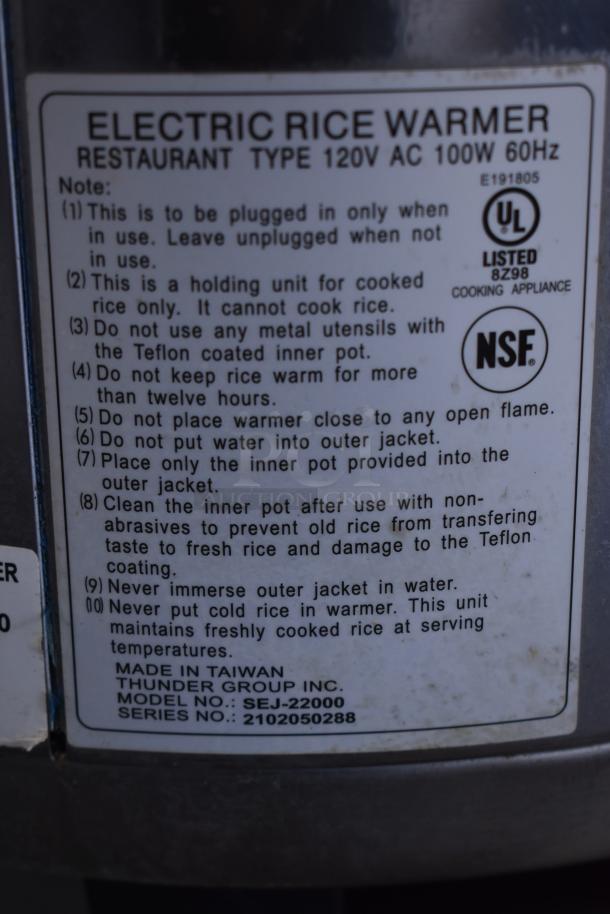 ELECTRIC RICE WARMER
RESTAURANT TYPE 120V AC 100W 60Hz
Note:
E191805
UL
LISTED
8Z98
COOKING APPLIANCE
NSF®
(1) This is to be plugged in only when
in use. Leave unplugged when not
in use.
(2) This is a holding unit for cooked
rice only. It cannot cook rice.
(3) Do not use any metal utensils with
the Teflon coated inner pot.
(4) Do not keep rice warm for more
than twelve hours.
(5) Do not place warmer close to any open flame.
(6) Do not put water into outer jacket.
(7) Place only the inner pot provided into the
outer jacket.
(8) Clean the inner pot after use with non-
abrasives to prevent old rice from transfering
taste to fresh rice and damage to the Teflon
coating.
(9) Never immerse outer jacket in water.
(10) Never put cold rice in warmer. This unit
maintains freshly cooked rice at serving
temperatures.
MADE IN TAIWAN
THUNDER GROUP INC.
MODEL NO.: SEJ-22000
SERIES NO.: 2102050288
ER
0
PCI
AUCTION GROUP